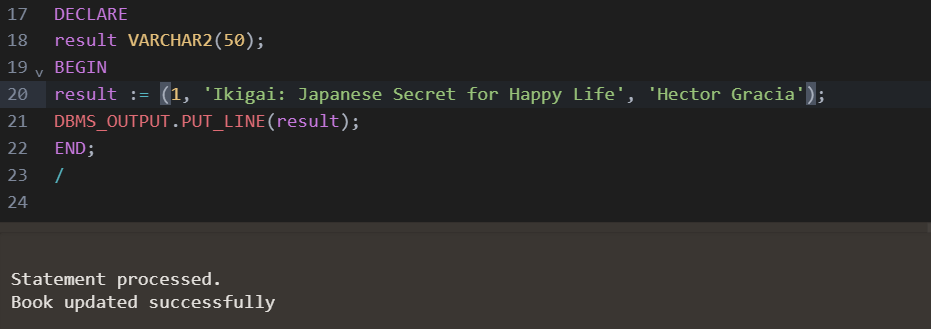 17 DECLARE
18 result VARCHAR2(50);
19 v BEGIN
20 result := (1, 'Ikigai: Japanese Secret for Happy Life', 'Hector Gracia');
21 DBMS_OUTPUT.PUT_LINE(result);
22 END;
23 /
24
Statement processed.
Book updated successfully